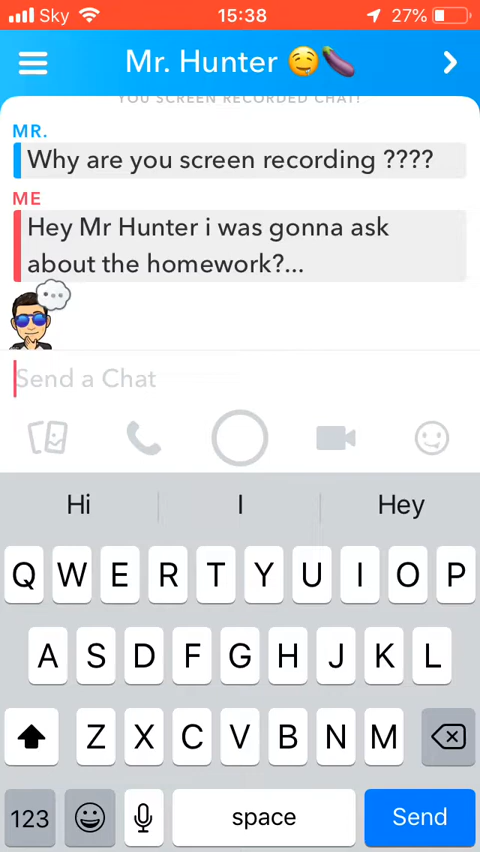 Sky 15:38 27%
Mr. Hunter 🤤🍆
YOU SCREEN RECORDED CHAT!
MR.
Why are you screen recording ????
ME
Hey Mr Hunter i was gonna ask
about the homework?...
Send a Chat
Hi I Hey
Q W E R T Y U I O P
A S D F G H J K L
Z X C V B N M
123 space Send